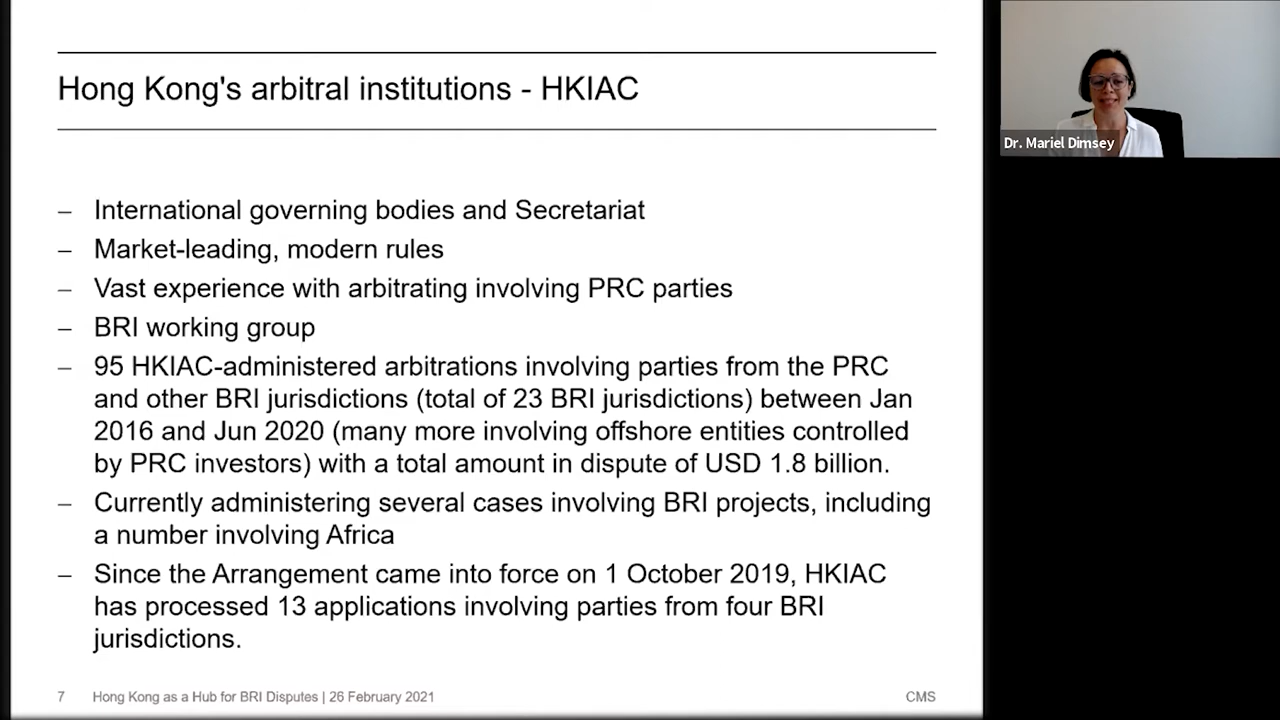 Hong Kong's arbitral institutions - HKIAC
– International governing bodies and Secretariat
– Market-leading, modern rules
– Vast experience with arbitrating involving PRC parties
– BRI working group
– 95 HKIAC-administered arbitrations involving parties from the PRC
and other BRI jurisdictions (total of 23 BRI jurisdictions) between Jan
2016 and Jun 2020 (many more involving offshore entities controlled
by PRC investors) with a total amount in dispute of USD 1.8 billion.
– Currently administering several cases involving BRI projects, including
a number involving Africa
– Since the Arrangement came into force on 1 October 2019, HKIAC
has processed 13 applications involving parties from four BRI
jurisdictions.
7 Hong Kong as a Hub for BRI Disputes | 26 February 2021 CMS
Dr. Mariel Dimsey